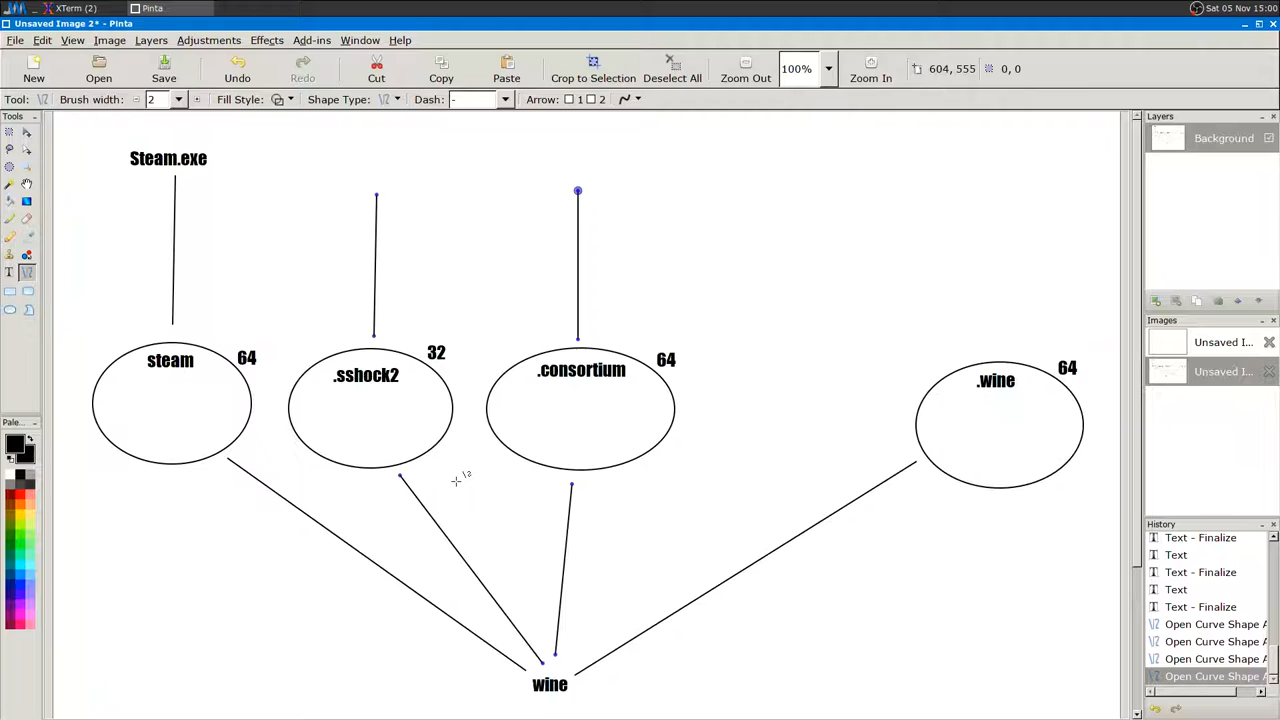 XTerm (2) Pinta Sat 05 Nov 15:00
Unsaved Image 2* - Pinta
File Edit View Image Layers Adjustments Effects Add-ins Window Help
New Open Save Undo Redo Cut Copy Paste Crop to Selection Deselect All Zoom Out 100% Zoom In 604, 555 0, 0
Tool: Brush width: 2 Fill Style: Shape Type: Dash: - Arrow: 1 2
Tools
Layers
Background
Steam.exe
Images
Unsaved I...
Unsaved I...
steam 64
.sshock2 32
.consortium 64
.wine 64
Pale...
History
Text - Finalize
Text
Text - Finalize
Text
Text - Finalize
Open Curve Shape A
Open Curve Shape A
Open Curve Shape A
Open Curve Shape A
wine